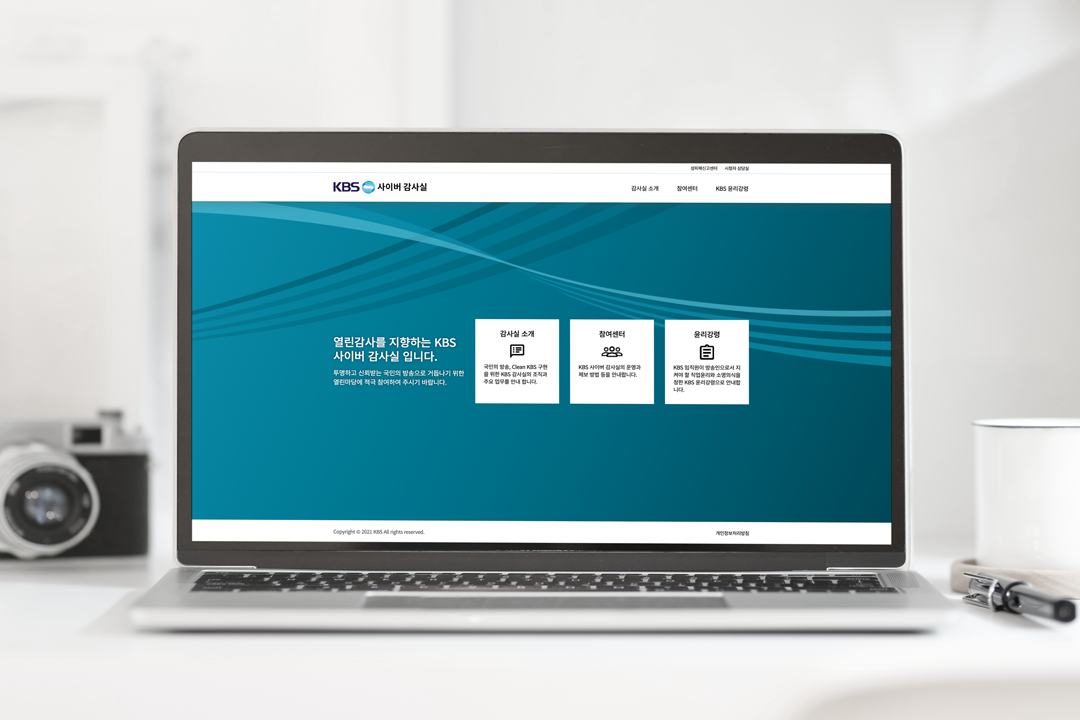 성희롱신고센터 시청자 상담실
KBS 사이버 감사실
감사실 소개 참여센터 KBS 윤리강령
열린감사를 지향하는 KBS
사이버 감사실 입니다.
투명하고 신뢰받는 국민의 방송으로 거듭나기 위한
열린마당에 적극 참여하여 주시기 바랍니다.
감사실 소개
국민의 방송, Clean KBS 구현
을 위한 KBS 감사실의 조직과
주요 업무를 안내 합니다.
참여센터
KBS 사이버 감사실의 운영과
제보 방법 등을 안내합니다.
윤리강령
KBS 임직원이 방송인으로서 지
켜야 할 직업윤리와 소명의식을
정한 KBS 윤리강령으로 안내합
니다.
Copyright © 2021 KBS All rights reserved.
개인정보처리방침